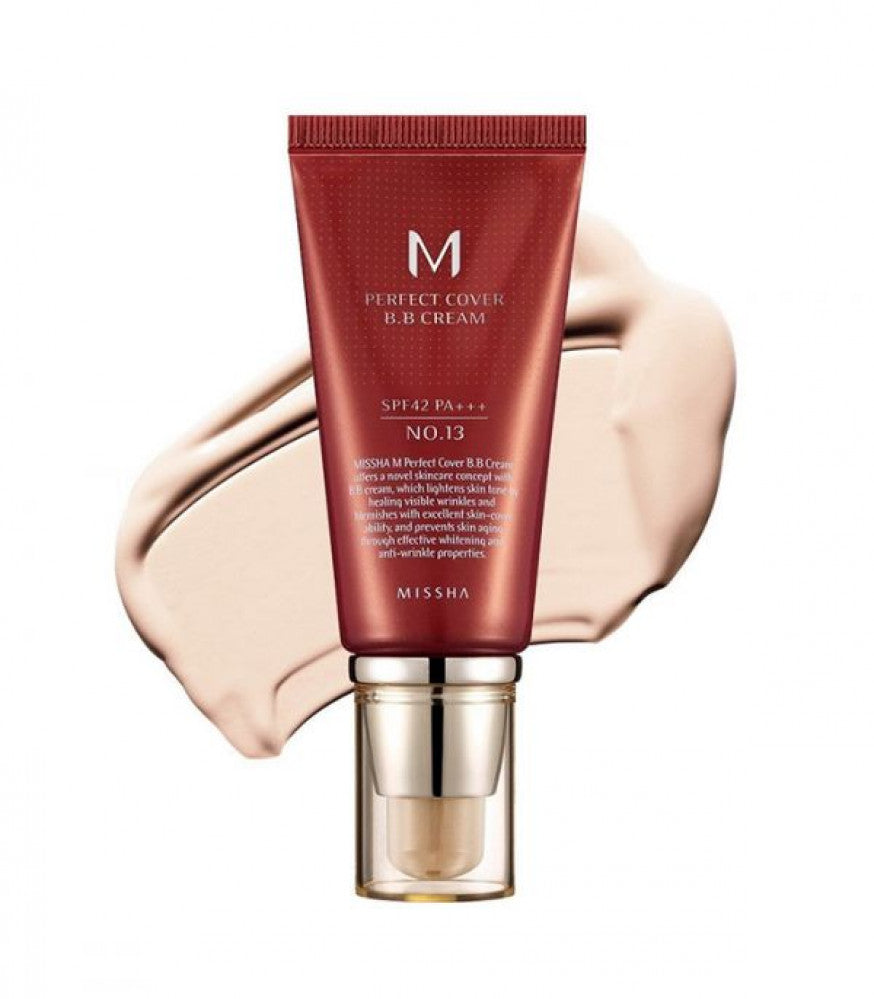 M
PERFECT COVER
B.B CREAM
SPF42 PA+++
NO.13
MISSHA M Perfect Cover B.B Cream
offers a novel skincare concept with
B.B cream, which lightens skin tone by
healing visible wrinkles and
blemishes with excellent skin-cover
ability, and prevents skin aging
through effective whitening and
anti-wrinkle properties.
MISSHA